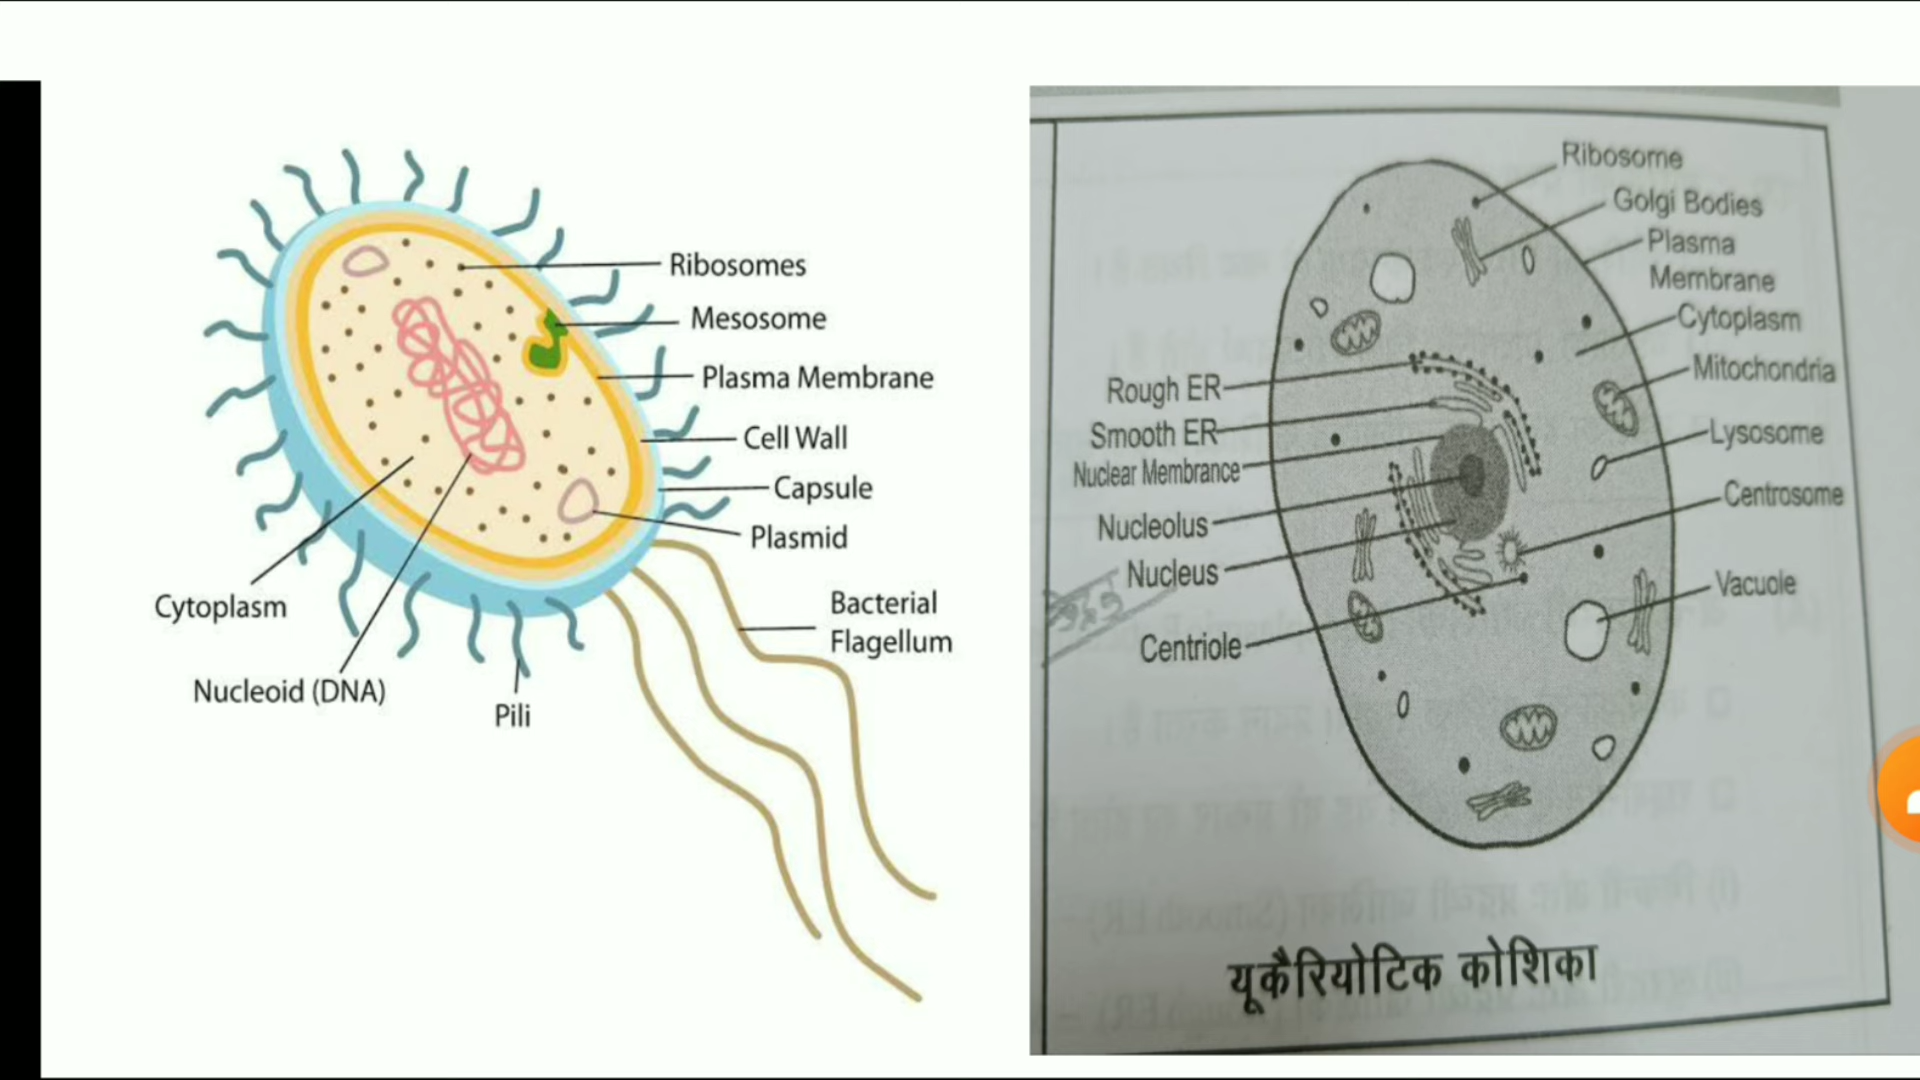 Ribosomes
Mesosome
Plasma Membrane
Cell Wall
Capsule
Plasmid
Bacterial
Flagellum
Cytoplasm
Nucleoid (DNA)
Pili
Ribosome
Golgi Bodies
Plasma
Membrane
Cytoplasm
Mitochondria
Lysosome
Centrosome
Vacuole
Rough ER
Smooth ER
Nuclear Membrance
Nucleolus
Nucleus
Centriole
यूकैरियोटिक कोशिका